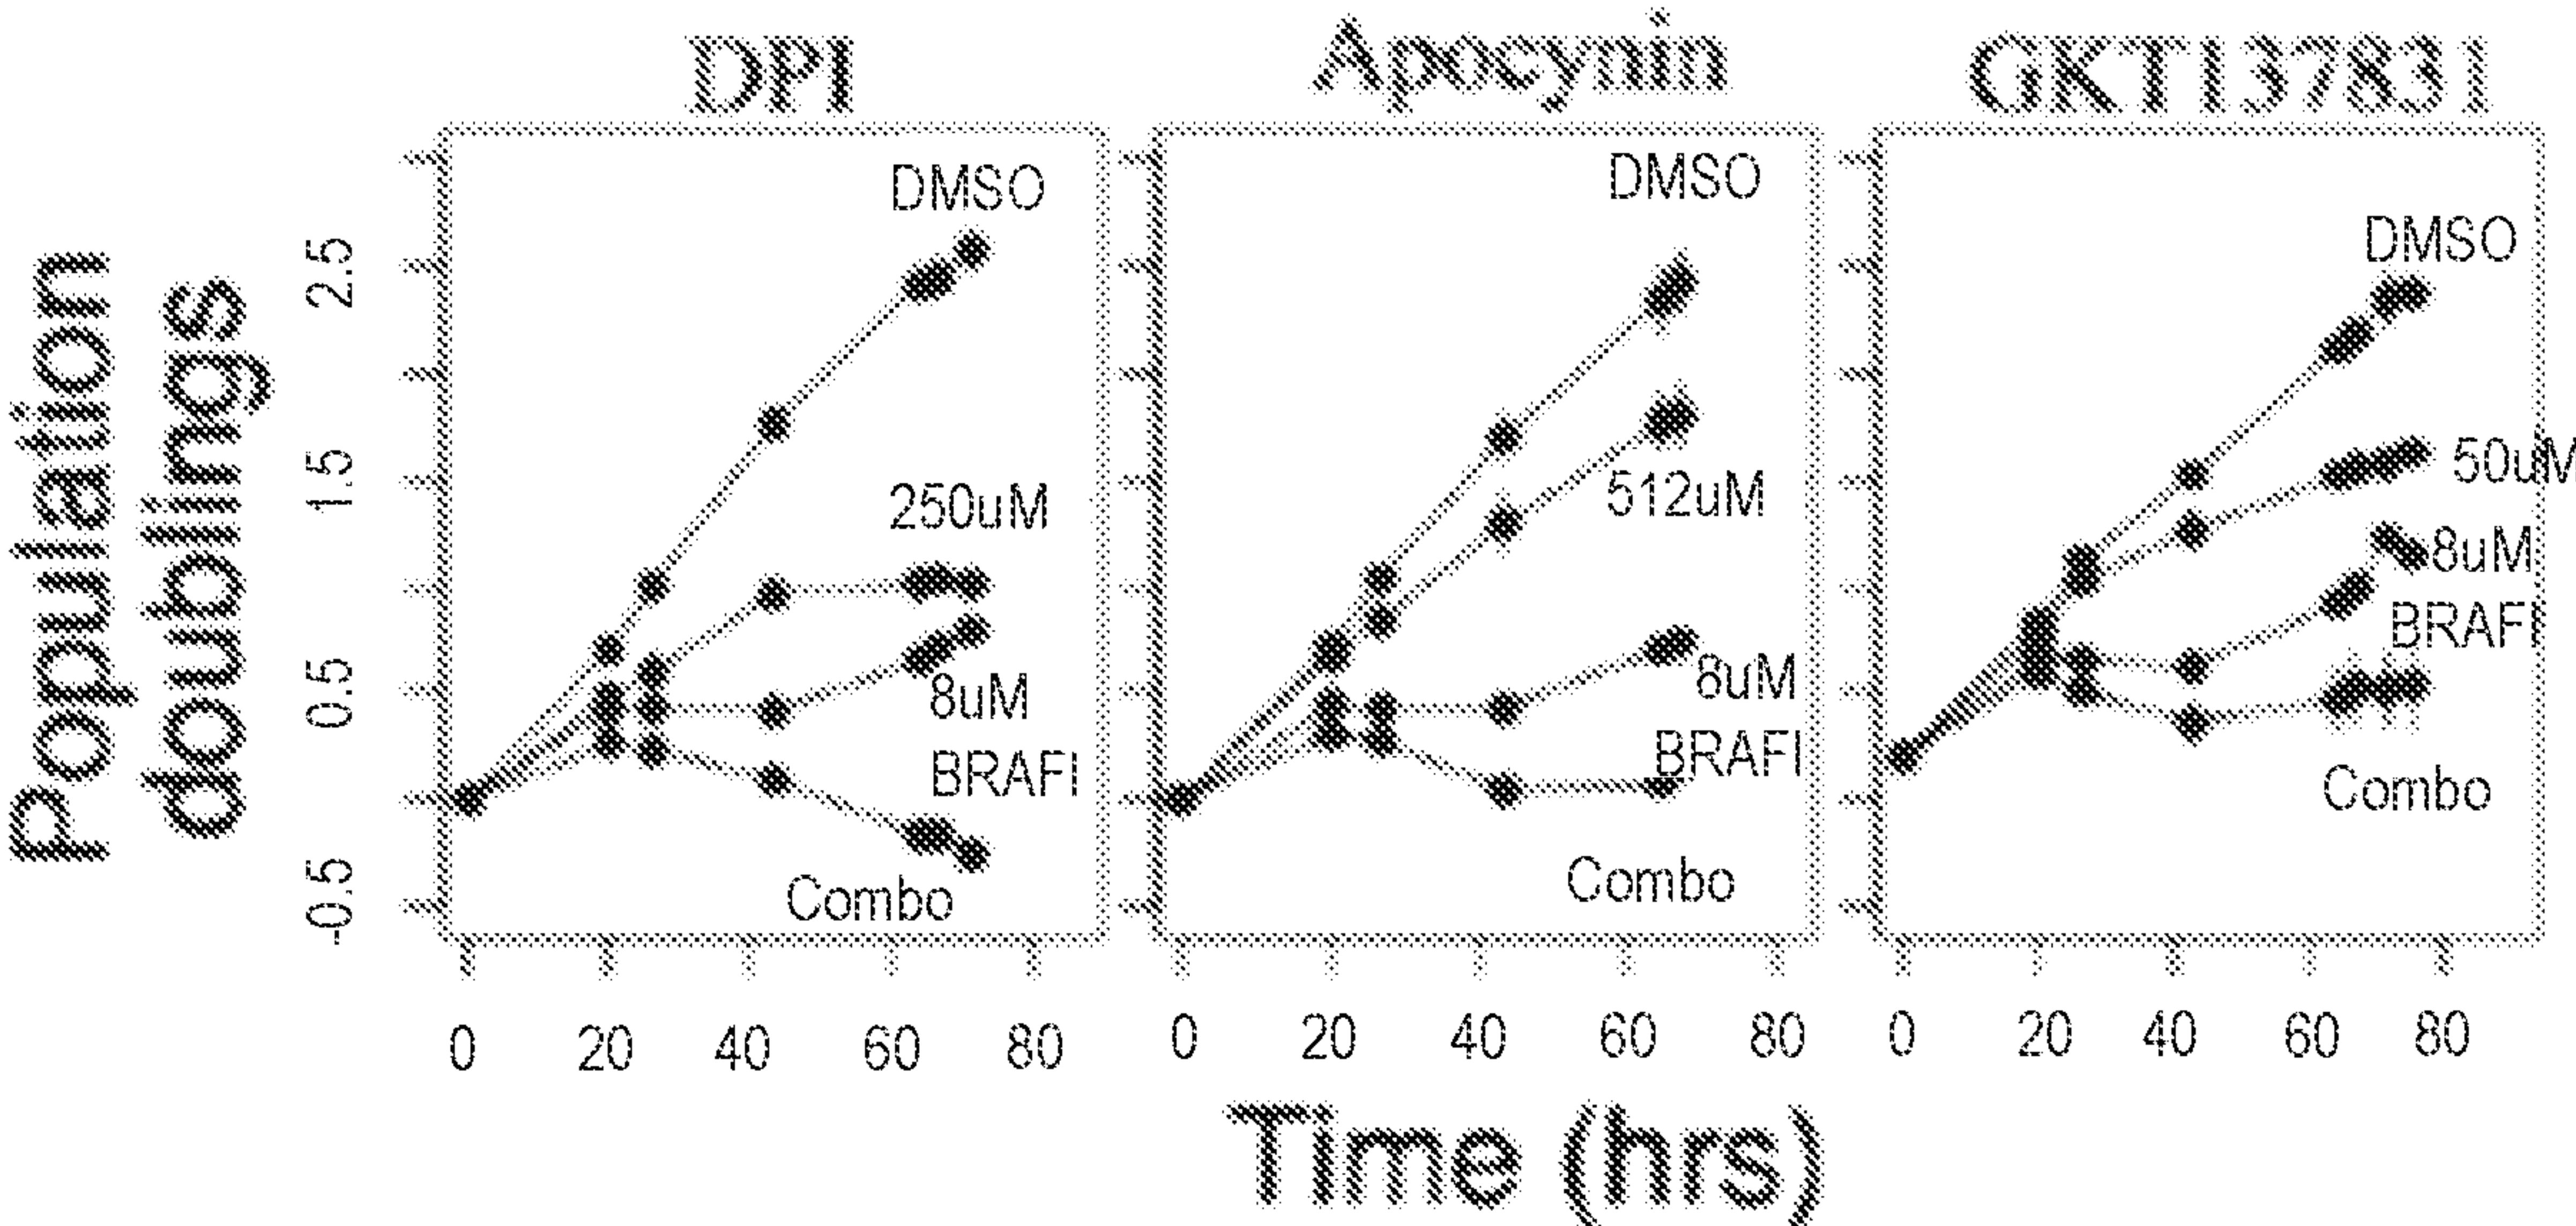 DPI
Apocynin
GKT137831
Population
doublings
2.5
1.5
0.5
-0.5
DMSO
250uM
8uM
BRAFI
Combo
0 20 40 60 80
DMSO
512uM
8uM
BRAFI
Combo
0 20 40 60 80
DMSO
50uM
8uM
BRAFI
Combo
0 20 40 60 80
Time (hrs)